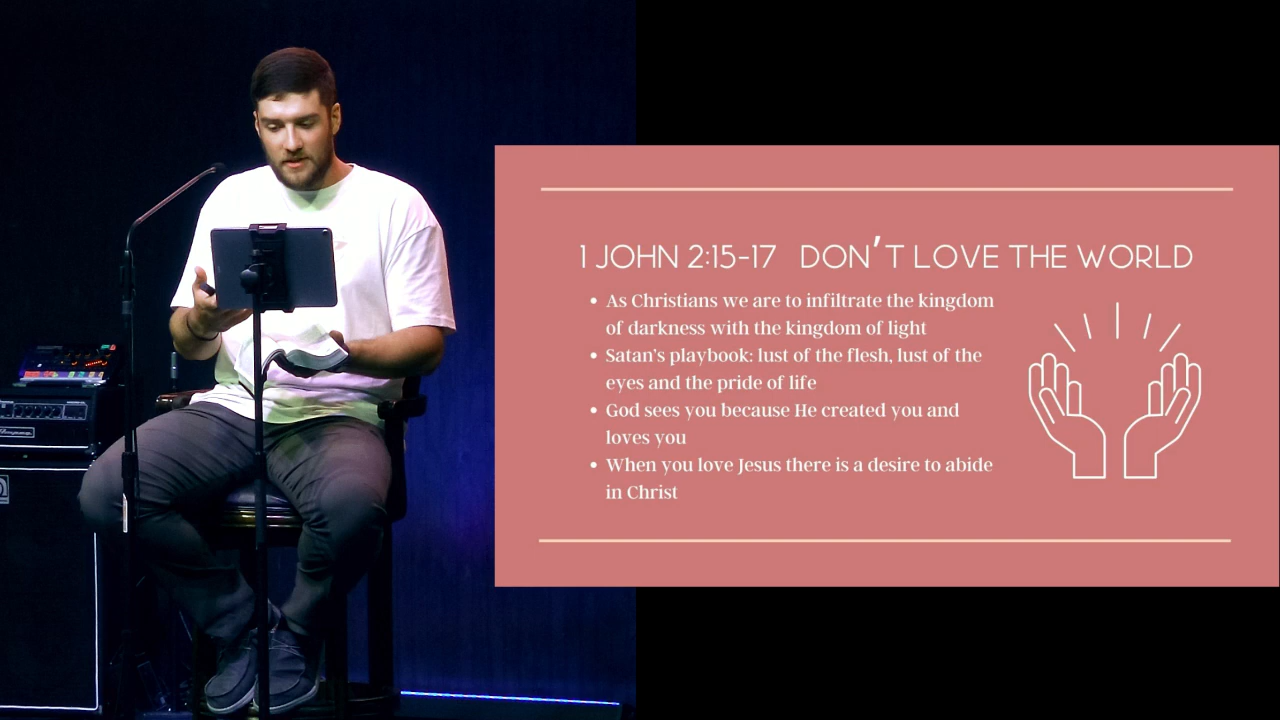 1 JOHN 2:15-17 DON'T LOVE THE WORLD
• As Christians we are to infiltrate the kingdom
of darkness with the kingdom of light
• Satan's playbook: lust of the flesh, lust of the
eyes and the pride of life
• God sees you because He created you and
loves you
• When you love Jesus there is a desire to abide
in Christ